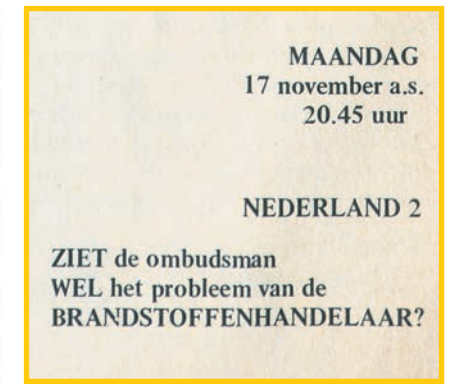 MAANDAG
17 november a.s.
20.45 uur
NEDERLAND 2
ZIET de ombudsman
WEL het probleem van de
BRANDSTOFFENHANDELAAR?